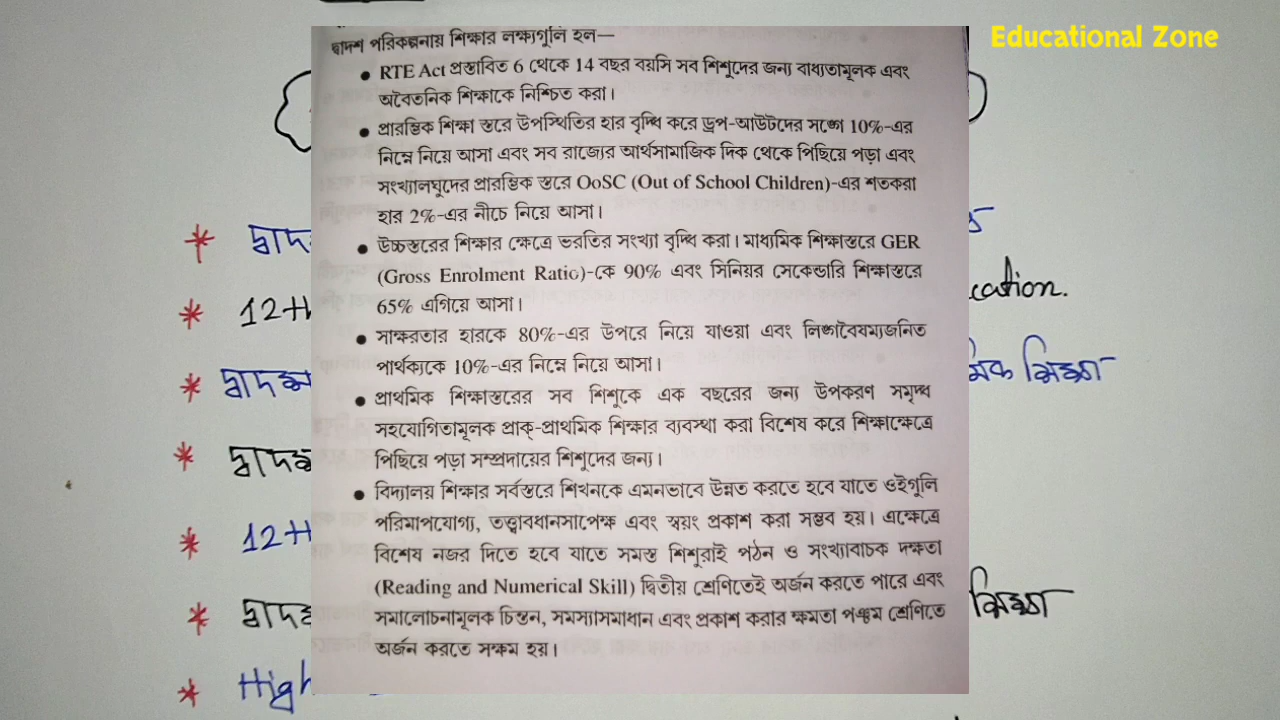 Educational Zone
দ্বাদশ পরিকল্পনায় শিক্ষার লক্ষ্যগুলি হল—
● RTE Act প্রস্তাবিত 6 থেকে 14 বছর বয়সি সব শিশুদের জন্য বাধ্যতামূলক এবং
অবৈতনিক শিক্ষাকে নিশ্চিত করা।
● প্রারম্ভিক শিক্ষা স্তরে উপস্থিতির হার বৃদ্ধি করে ড্রপ-আউটদের সঙ্গে 10%-এর
নিম্নে নিয়ে আসা এবং সব রাজ্যের আর্থসামাজিক দিক থেকে পিছিয়ে পড়া এবং
সংখ্যালঘুদের প্রারম্ভিক স্তরে OoSC (Out of School Children)-এর শতকরা
হার 2%-এর নীচে নিয়ে আসা।
● উচ্চস্তরের শিক্ষার ক্ষেত্রে ভরতির সংখ্যা বৃদ্ধি করা। মাধ্যমিক শিক্ষাস্তরে GER
(Gross Enrolment Ratio)-কে 90% এবং সিনিয়র সেকেন্ডারি শিক্ষাস্তরে
65% এগিয়ে আসা।
● সাক্ষরতার হারকে 80%-এর উপরে নিয়ে যাওয়া এবং লিঙ্গবৈষম্যজনিত
পার্থক্যকে 10%-এর নিম্নে নিয়ে আসা।
● প্রাথমিক শিক্ষাস্তরের সব শিশুকে এক বছরের জন্য উপকরণ সমৃদ্ধ
সহযোগিতামূলক প্রাক্-প্রাথমিক শিক্ষার ব্যবস্থা করা বিশেষ করে শিক্ষাক্ষেত্রে
পিছিয়ে পড়া সম্প্রদায়ের শিশুদের জন্য।
● বিদ্যালয় শিক্ষার সর্বস্তরে শিখনকে এমনভাবে উন্নত করতে হবে যাতে ওইগুলি
পরিমাপযোগ্য, তত্ত্বাবধানসাপেক্ষ এবং স্বয়ং প্রকাশ করা সম্ভব হয়। এক্ষেত্রে
বিশেষ নজর দিতে হবে যাতে সমস্ত শিশুরাই পঠন ও সংখ্যাবাচক দক্ষতা
(Reading and Numerical Skill) দ্বিতীয় শ্রেণিতেই অর্জন করতে পারে এবং
সমালোচনামূলক চিন্তন, সমস্যাসমাধান এবং প্রকাশ করার ক্ষমতা পঞ্চম শ্রেণিতে
অর্জন করতে সক্ষম হয়।
* দ্বাদ
* 12+H cation.
* দ্বাদশ মিক শিক্ষা
* দ্বাদশ
* 12+H
* দ্বাদশ শিক্ষা
* High